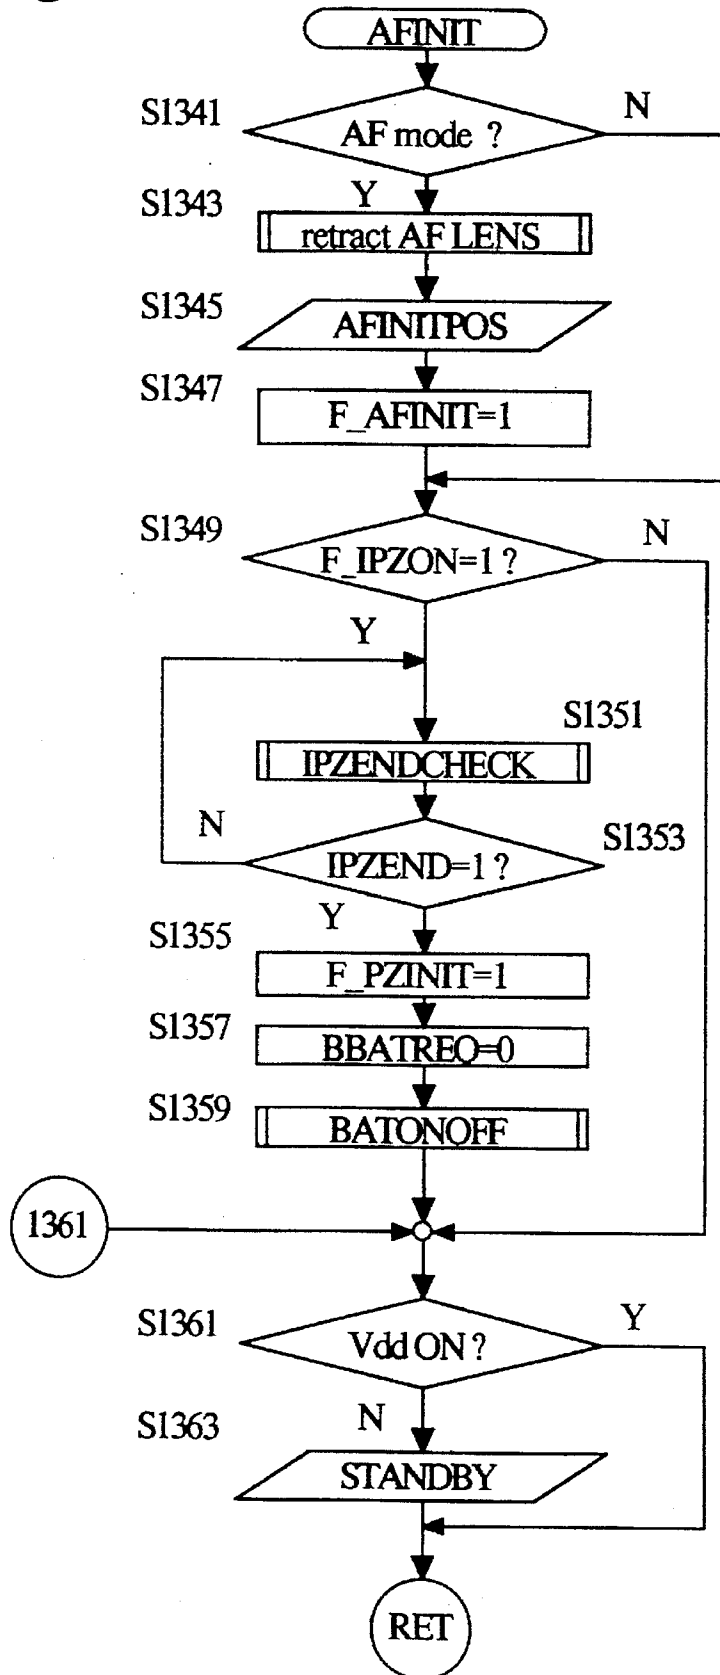 AFINIT
S1341
AF mode ?
N
Y
S1343
retract AF LENS
S1345
AFINITPOS
S1347
F_AFINIT=1
S1349
F_IPZON=1 ?
N
Y
S1351
IPZENDCHECK
N
S1353
IPZEND=1 ?
Y
S1355
F_PZINIT=1
S1357
BBATREQ=0
S1359
BATONOFF
1361
S1361
Vdd ON ?
Y
N
S1363
STANDBY
RET